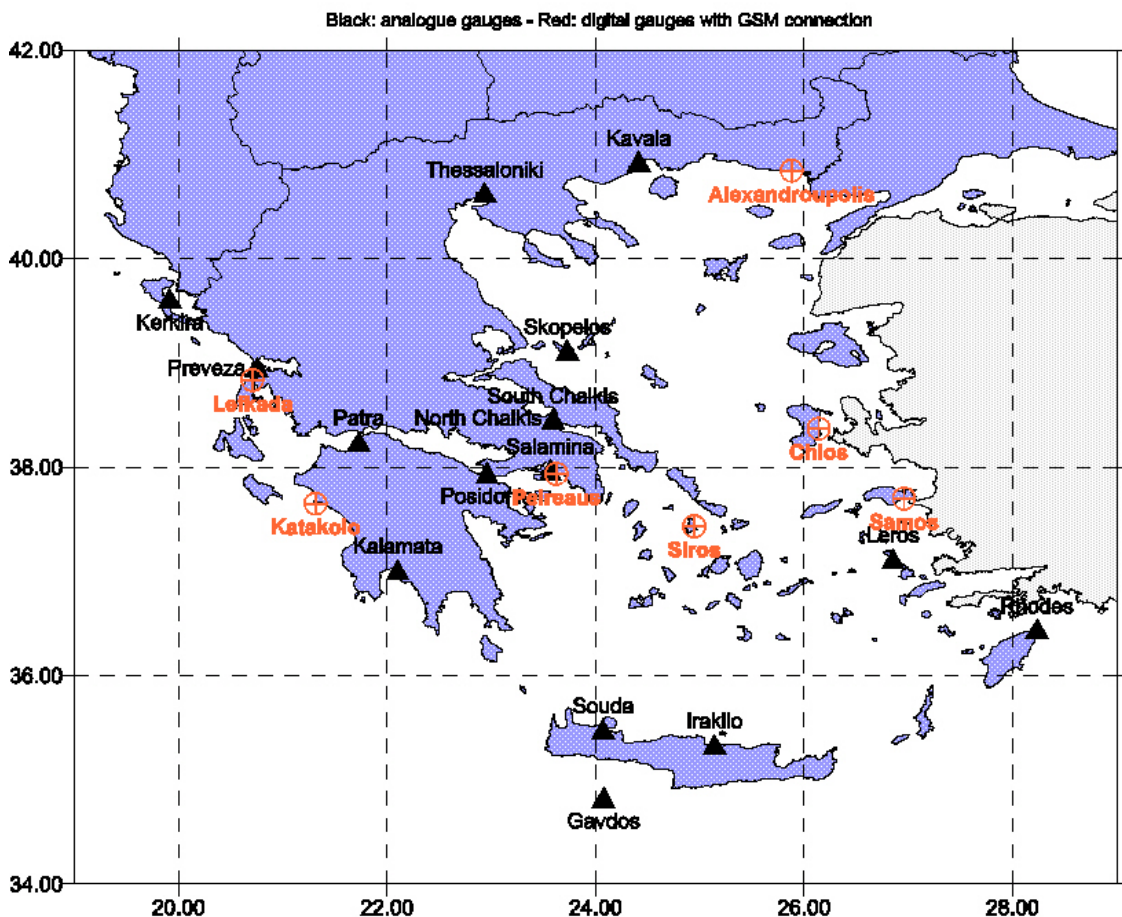 Black: analogue gauges - Red: digital gauges with GSM connection
42.00
Kavala
Thessaloniki
Alexandroupolis
40.00
Kerkira
Skopelos
Preveza
Lefkada
South Chalkis
Patra
North Chalkis
Chios
Salamina
38.00
Posidon
Peireaus
Katakolo
Samos
Siros
Leros
Kalamata
Rhodes
36.00
Souda
Iraklio
Gavdos
34.00
20.00 22.00 24.00 26.00 28.00